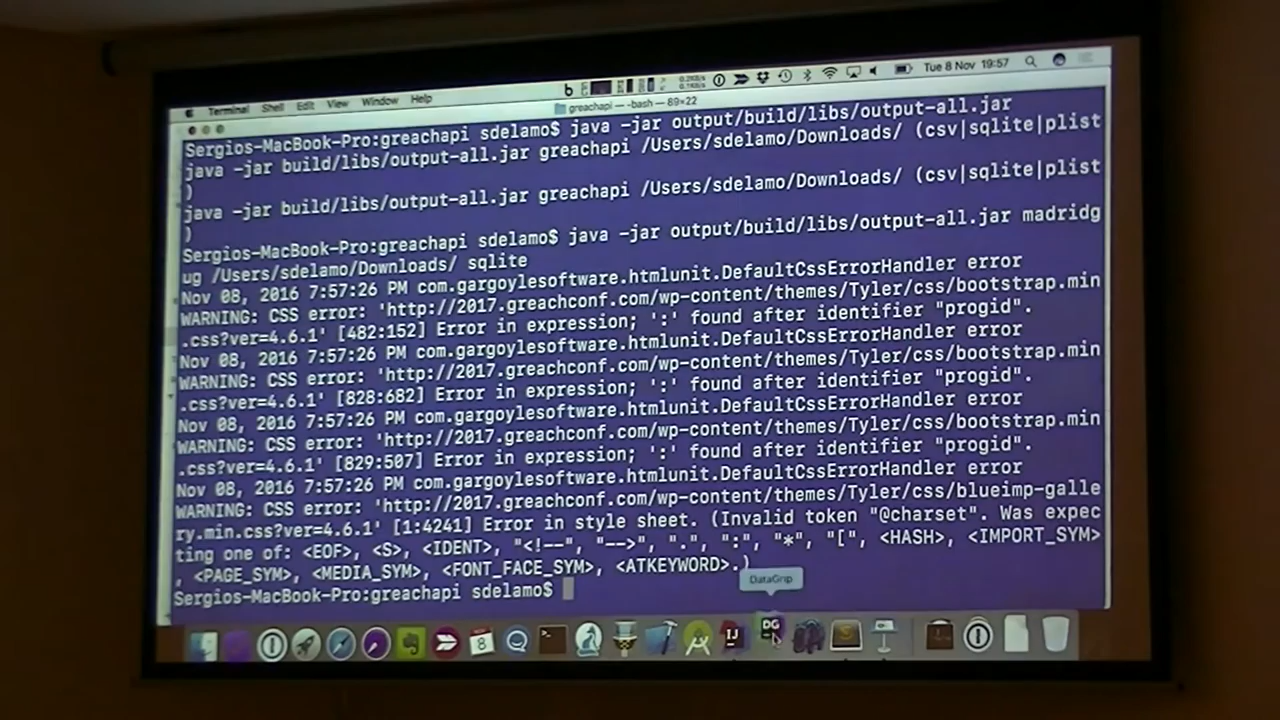 Terminal Shell Edit View Window Help
Tue 8 Nov 19:57
greachapi — -bash — 89×22
Sergios-MacBook-Pro:greachapi sdelamo$ java -jar output/build/libs/output-all.jar
java -jar build/libs/output-all.jar greachapi /Users/sdelamo/Downloads/ (csv|sqlite|plist
)
java -jar build/libs/output-all.jar greachapi /Users/sdelamo/Downloads/ (csv|sqlite|plist
)
Sergios-MacBook-Pro:greachapi sdelamo$ java -jar output/build/libs/output-all.jar madridg
ug /Users/sdelamo/Downloads/ sqlite
Nov 08, 2016 7:57:26 PM com.gargoylesoftware.htmlunit.DefaultCssErrorHandler error
WARNING: CSS error: 'http://2017.greachconf.com/wp-content/themes/Tyler/css/bootstrap.min
.css?ver=4.6.1' [482:152] Error in expression; ':' found after identifier "progid".
Nov 08, 2016 7:57:26 PM com.gargoylesoftware.htmlunit.DefaultCssErrorHandler error
WARNING: CSS error: 'http://2017.greachconf.com/wp-content/themes/Tyler/css/bootstrap.min
.css?ver=4.6.1' [828:682] Error in expression; ':' found after identifier "progid".
Nov 08, 2016 7:57:26 PM com.gargoylesoftware.htmlunit.DefaultCssErrorHandler error
WARNING: CSS error: 'http://2017.greachconf.com/wp-content/themes/Tyler/css/bootstrap.min
.css?ver=4.6.1' [829:507] Error in expression; ':' found after identifier "progid".
Nov 08, 2016 7:57:26 PM com.gargoylesoftware.htmlunit.DefaultCssErrorHandler error
WARNING: CSS error: 'http://2017.greachconf.com/wp-content/themes/Tyler/css/blueimp-galle
ry.min.css?ver=4.6.1' [1:4241] Error in style sheet. (Invalid token "@charset". Was expec
ting one of: <EOF>, <S>, <IDENT>, "<!--", "-->", ".", ":", "*", "[", <HASH>, <IMPORT_SYM>
, <PAGE_SYM>, <MEDIA_SYM>, <FONT_FACE_SYM>, <ATKEYWORD>.)
Sergios-MacBook-Pro:greachapi sdelamo$
DataGrip
8
IJ
DG